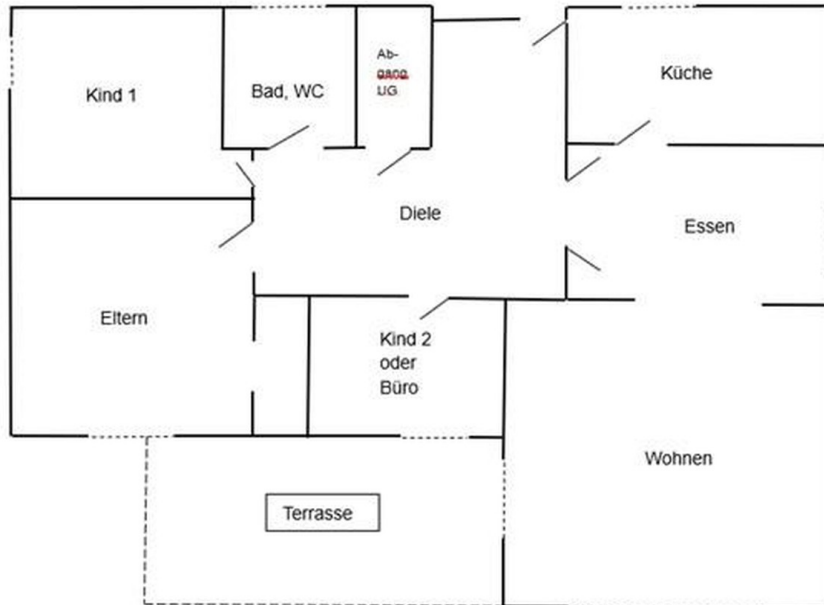 Ab-
gang
UG
Küche
Kind 1
Bad, WC
Diele
Essen
Eltern
Kind 2
oder
Büro
Wohnen
Terrasse